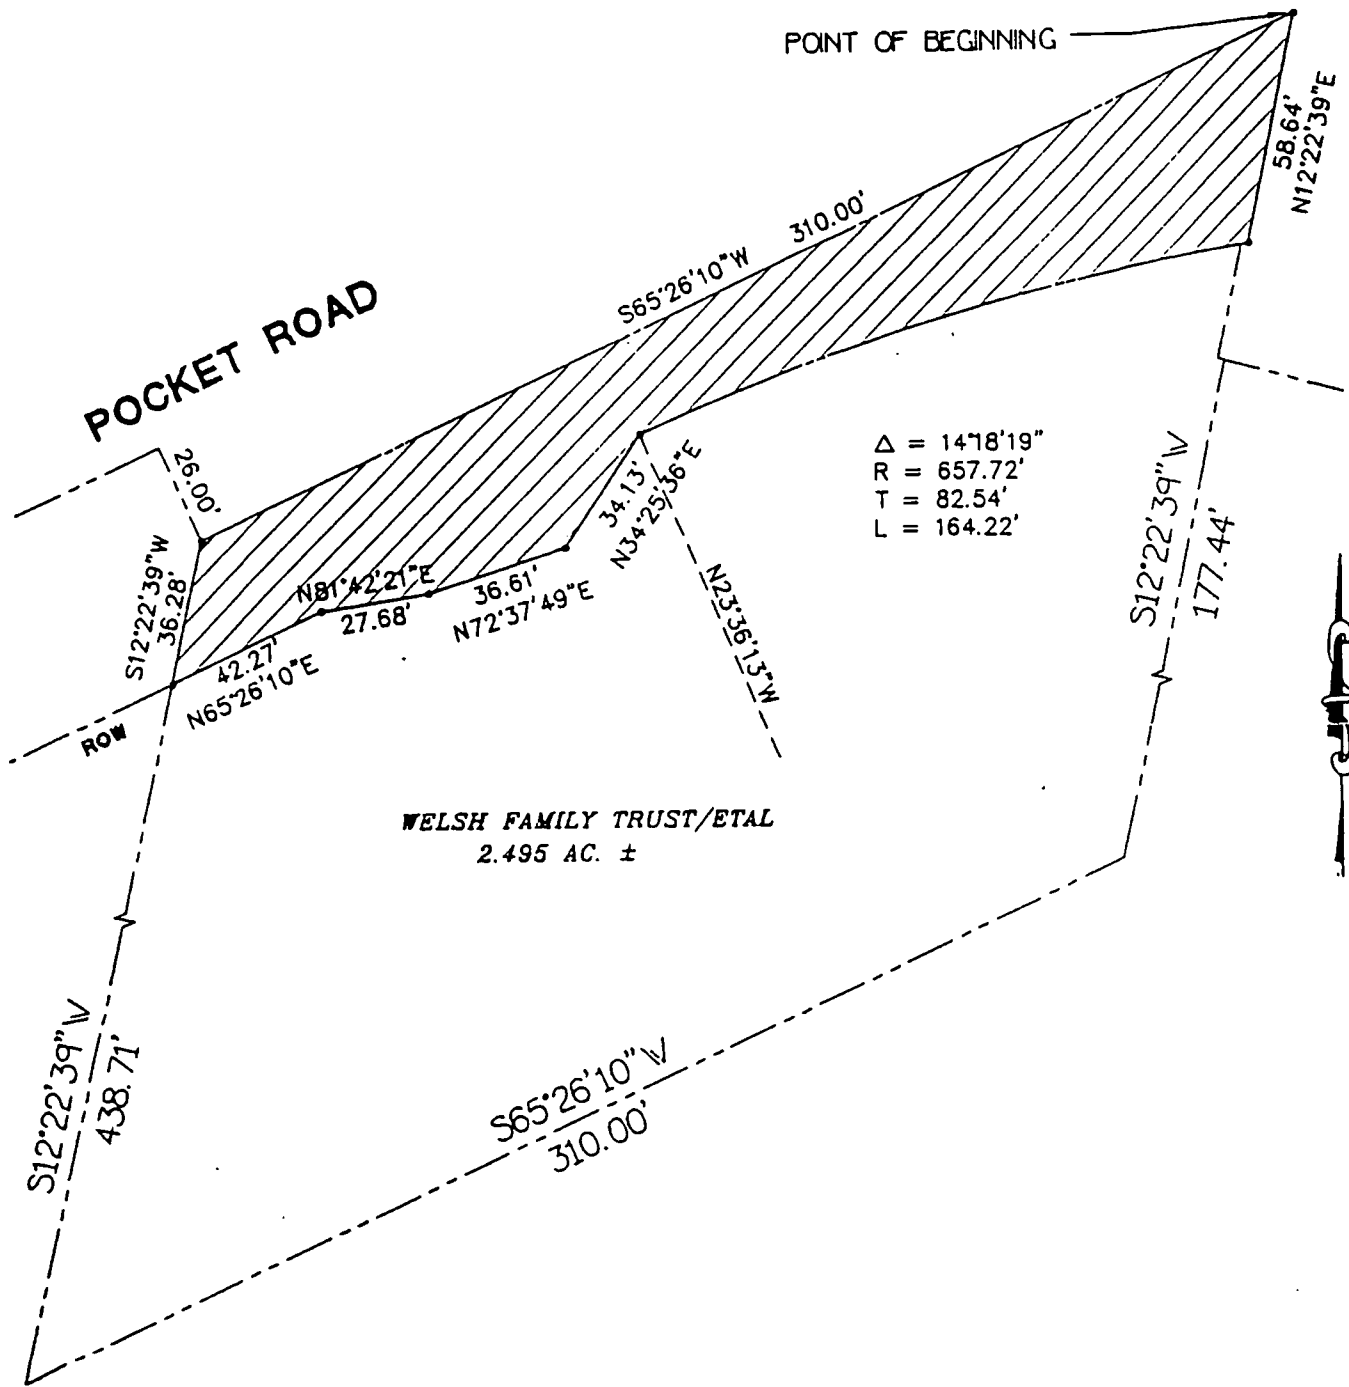 POINT OF BEGINNING
58.64'
N12°22'39"E
310.00'
S65°26'10"W
POCKET ROAD
26.00'
Δ = 14°18'19"
R = 657.72'
T = 82.54'
L = 164.22'
34.13'
N34°25'36"E
S12°22'39"W
36.28'
N81°42'21"E
27.68'
36.61'
N72°37'49"E
42.27'
N65°26'10"E
N23°36'13"W
S12°22'39"W
177.44'
ROW
WELSH FAMILY TRUST/ETAL
2.495 AC. ±
S12°22'39"W
438.71'
S65°26'10"W
310.00'